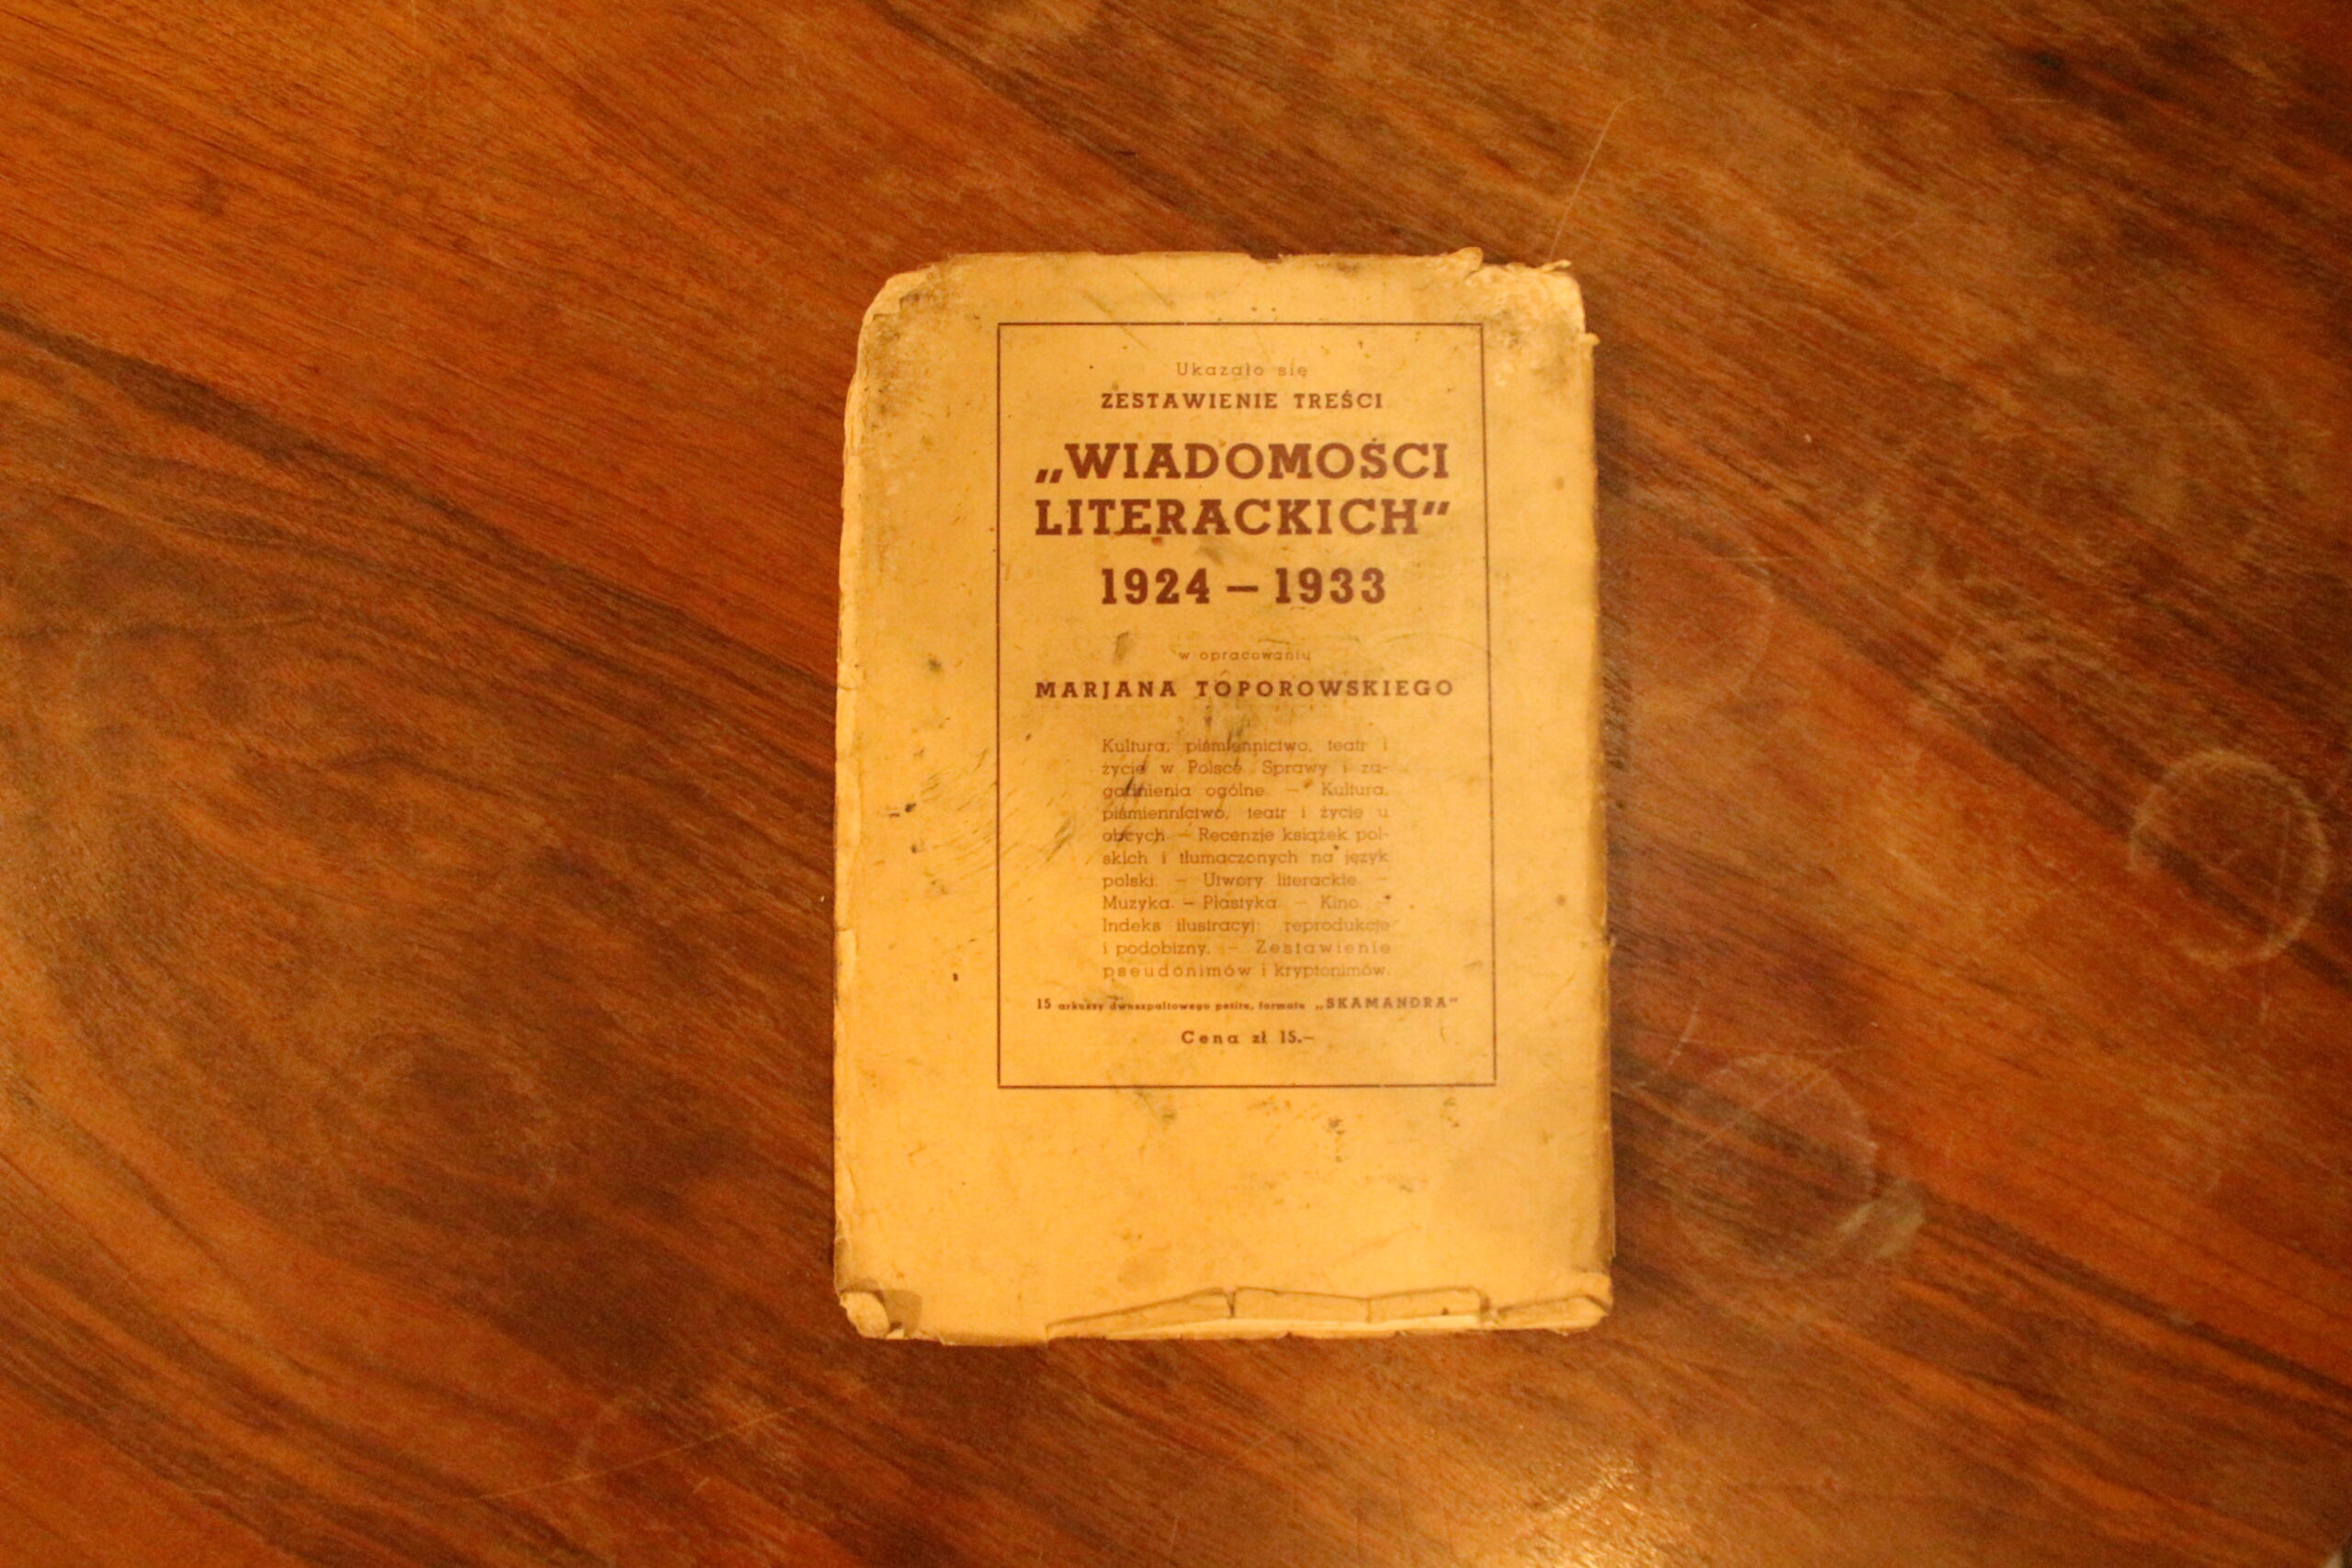 Ukazało się
ZESTAWIENIE TREŚCI
„WIADOMOŚCI
LITERACKICH”
1924 — 1933
w opracowaniu
MARJANA TOPOROWSKIEGO
Kultura, piśmiennictwo, teatr i
życie w Polsce. Sprawy i za-
gadnienia ogólne. — Kultura,
piśmiennictwo, teatr i życie u
obcych. — Recenzje książek pol-
skich i tłumaczonych na język
polski. — Utwory literackie. —
Muzyka. — Plastyka. — Kino. —
Indeks ilustracyj: reprodukcje
i podobizny. — Zestawienie
pseudonimów i kryptonimów.
15 arkuszy dwuszpaltowego petitu, formatu „SKAMANDRA”
Cena zł 15.—